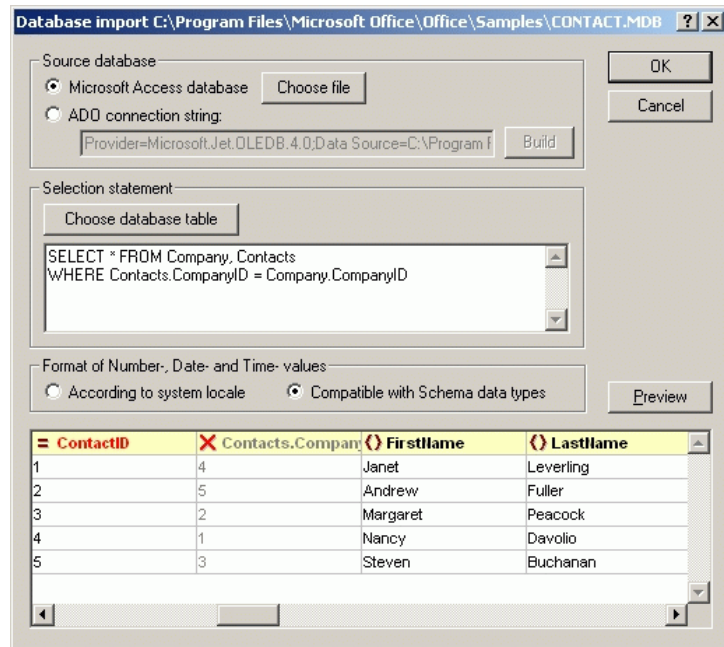 Database import C:\Program Files\Microsoft Office\Office\Samples\CONTACT.MDB
Source database
Microsoft Access database
Choose file
OK
ADO connection string:
Cancel
Provider=Microsoft.Jet.OLEDB.4.0;Data Source=C:\Program F
Build
Selection statement
Choose database table
SELECT * FROM Company, Contacts
WHERE Contacts.CompanyID = Company.CompanyID
Format of Number-, Date- and Time- values
According to system locale
Compatible with Schema data types
Preview
= ContactID Contacts.Company () FirstName () LastName
1 4 Janet Leverling
2 5 Andrew Fuller
3 2 Margaret Peacock
4 1 Nancy Davolio
5 3 Steven Buchanan